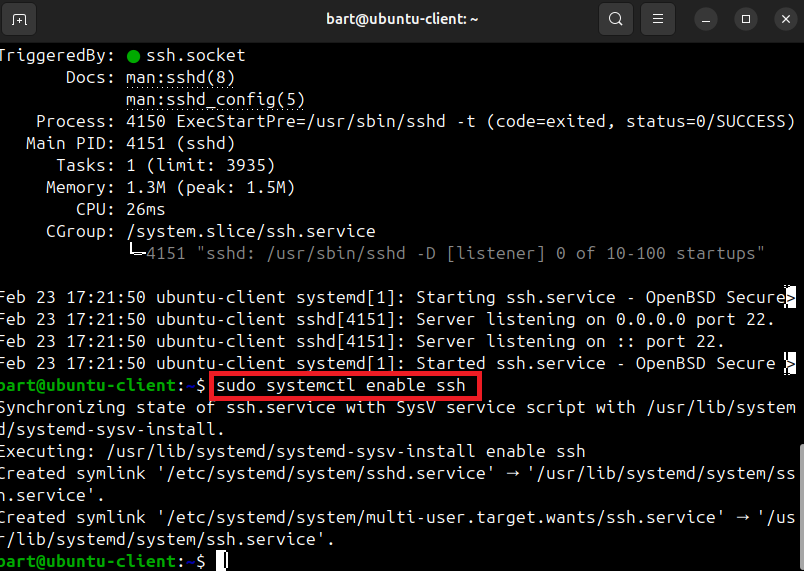 bart@ubuntu-client: ~
TriggeredBy: ● ssh.socket
Docs: man:sshd(8)
man:sshd_config(5)
Process: 4150 ExecStartPre=/usr/sbin/sshd -t (code=exited, status=0/SUCCESS)
Main PID: 4151 (sshd)
Tasks: 1 (limit: 3935)
Memory: 1.3M (peak: 1.5M)
CPU: 26ms
CGroup: /system.slice/ssh.service
└─4151 "sshd: /usr/sbin/sshd -D [listener] 0 of 10-100 startups"
Feb 23 17:21:50 ubuntu-client systemd[1]: Starting ssh.service - OpenBSD Secure>
Feb 23 17:21:50 ubuntu-client sshd[4151]: Server listening on 0.0.0.0 port 22.
Feb 23 17:21:50 ubuntu-client sshd[4151]: Server listening on :: port 22.
Feb 23 17:21:50 ubuntu-client systemd[1]: Started ssh.service - OpenBSD Secure >
bart@ubuntu-client:~$ sudo systemctl enable ssh
Synchronizing state of ssh.service with SysV service script with /usr/lib/system
d/systemd-sysv-install.
Executing: /usr/lib/systemd/systemd-sysv-install enable ssh
Created symlink '/etc/systemd/system/sshd.service' → '/usr/lib/systemd/system/ss
h.service'.
Created symlink '/etc/systemd/system/multi-user.target.wants/ssh.service' → '/us
r/lib/systemd/system/ssh.service'.
bart@ubuntu-client:~$